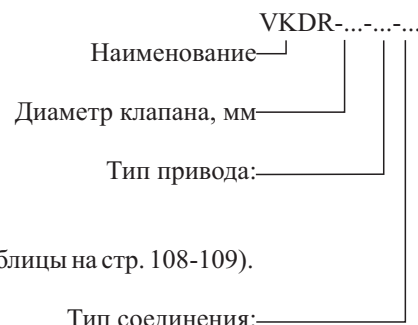 VKDR-...-...-...
Наименование
Диаметр клапана, мм
Тип привода:
блицы на стр. 108-109).
Тип соединения: